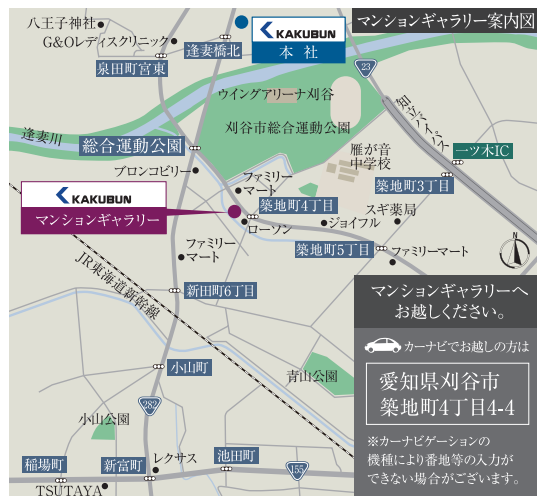 マンションギャラリー案内図
八王子神社
G&Oレディスクリニック
泉田町宮東
逢妻橋北
KAKUBUN
本社
23
ウイングアリーナ刈谷
刈谷市総合運動公園
知立バイパス
逢妻川
総合運動公園
雁が音
中学校
一ツ木IC
ブロンコビリー
ファミリー
マート
築地町3丁目
KAKUBUN
マンションギャラリー
築地町4丁目
ローソン
ジョイフル
スギ薬局
ファミリー
マート
築地町5丁目
ファミリーマート
N
JR東海道新幹線
新田町6丁目
小山町
青山公園
282
小山公園
稲場町
新富町
レクサス
池田町
155
TSUTAYA
マンションギャラリーへ
お越しください。
カーナビでお越しの方は
愛知県刈谷市
築地町4丁目4-4
※カーナビゲーションの
機種により番地等の入力が
できない場合がございます。